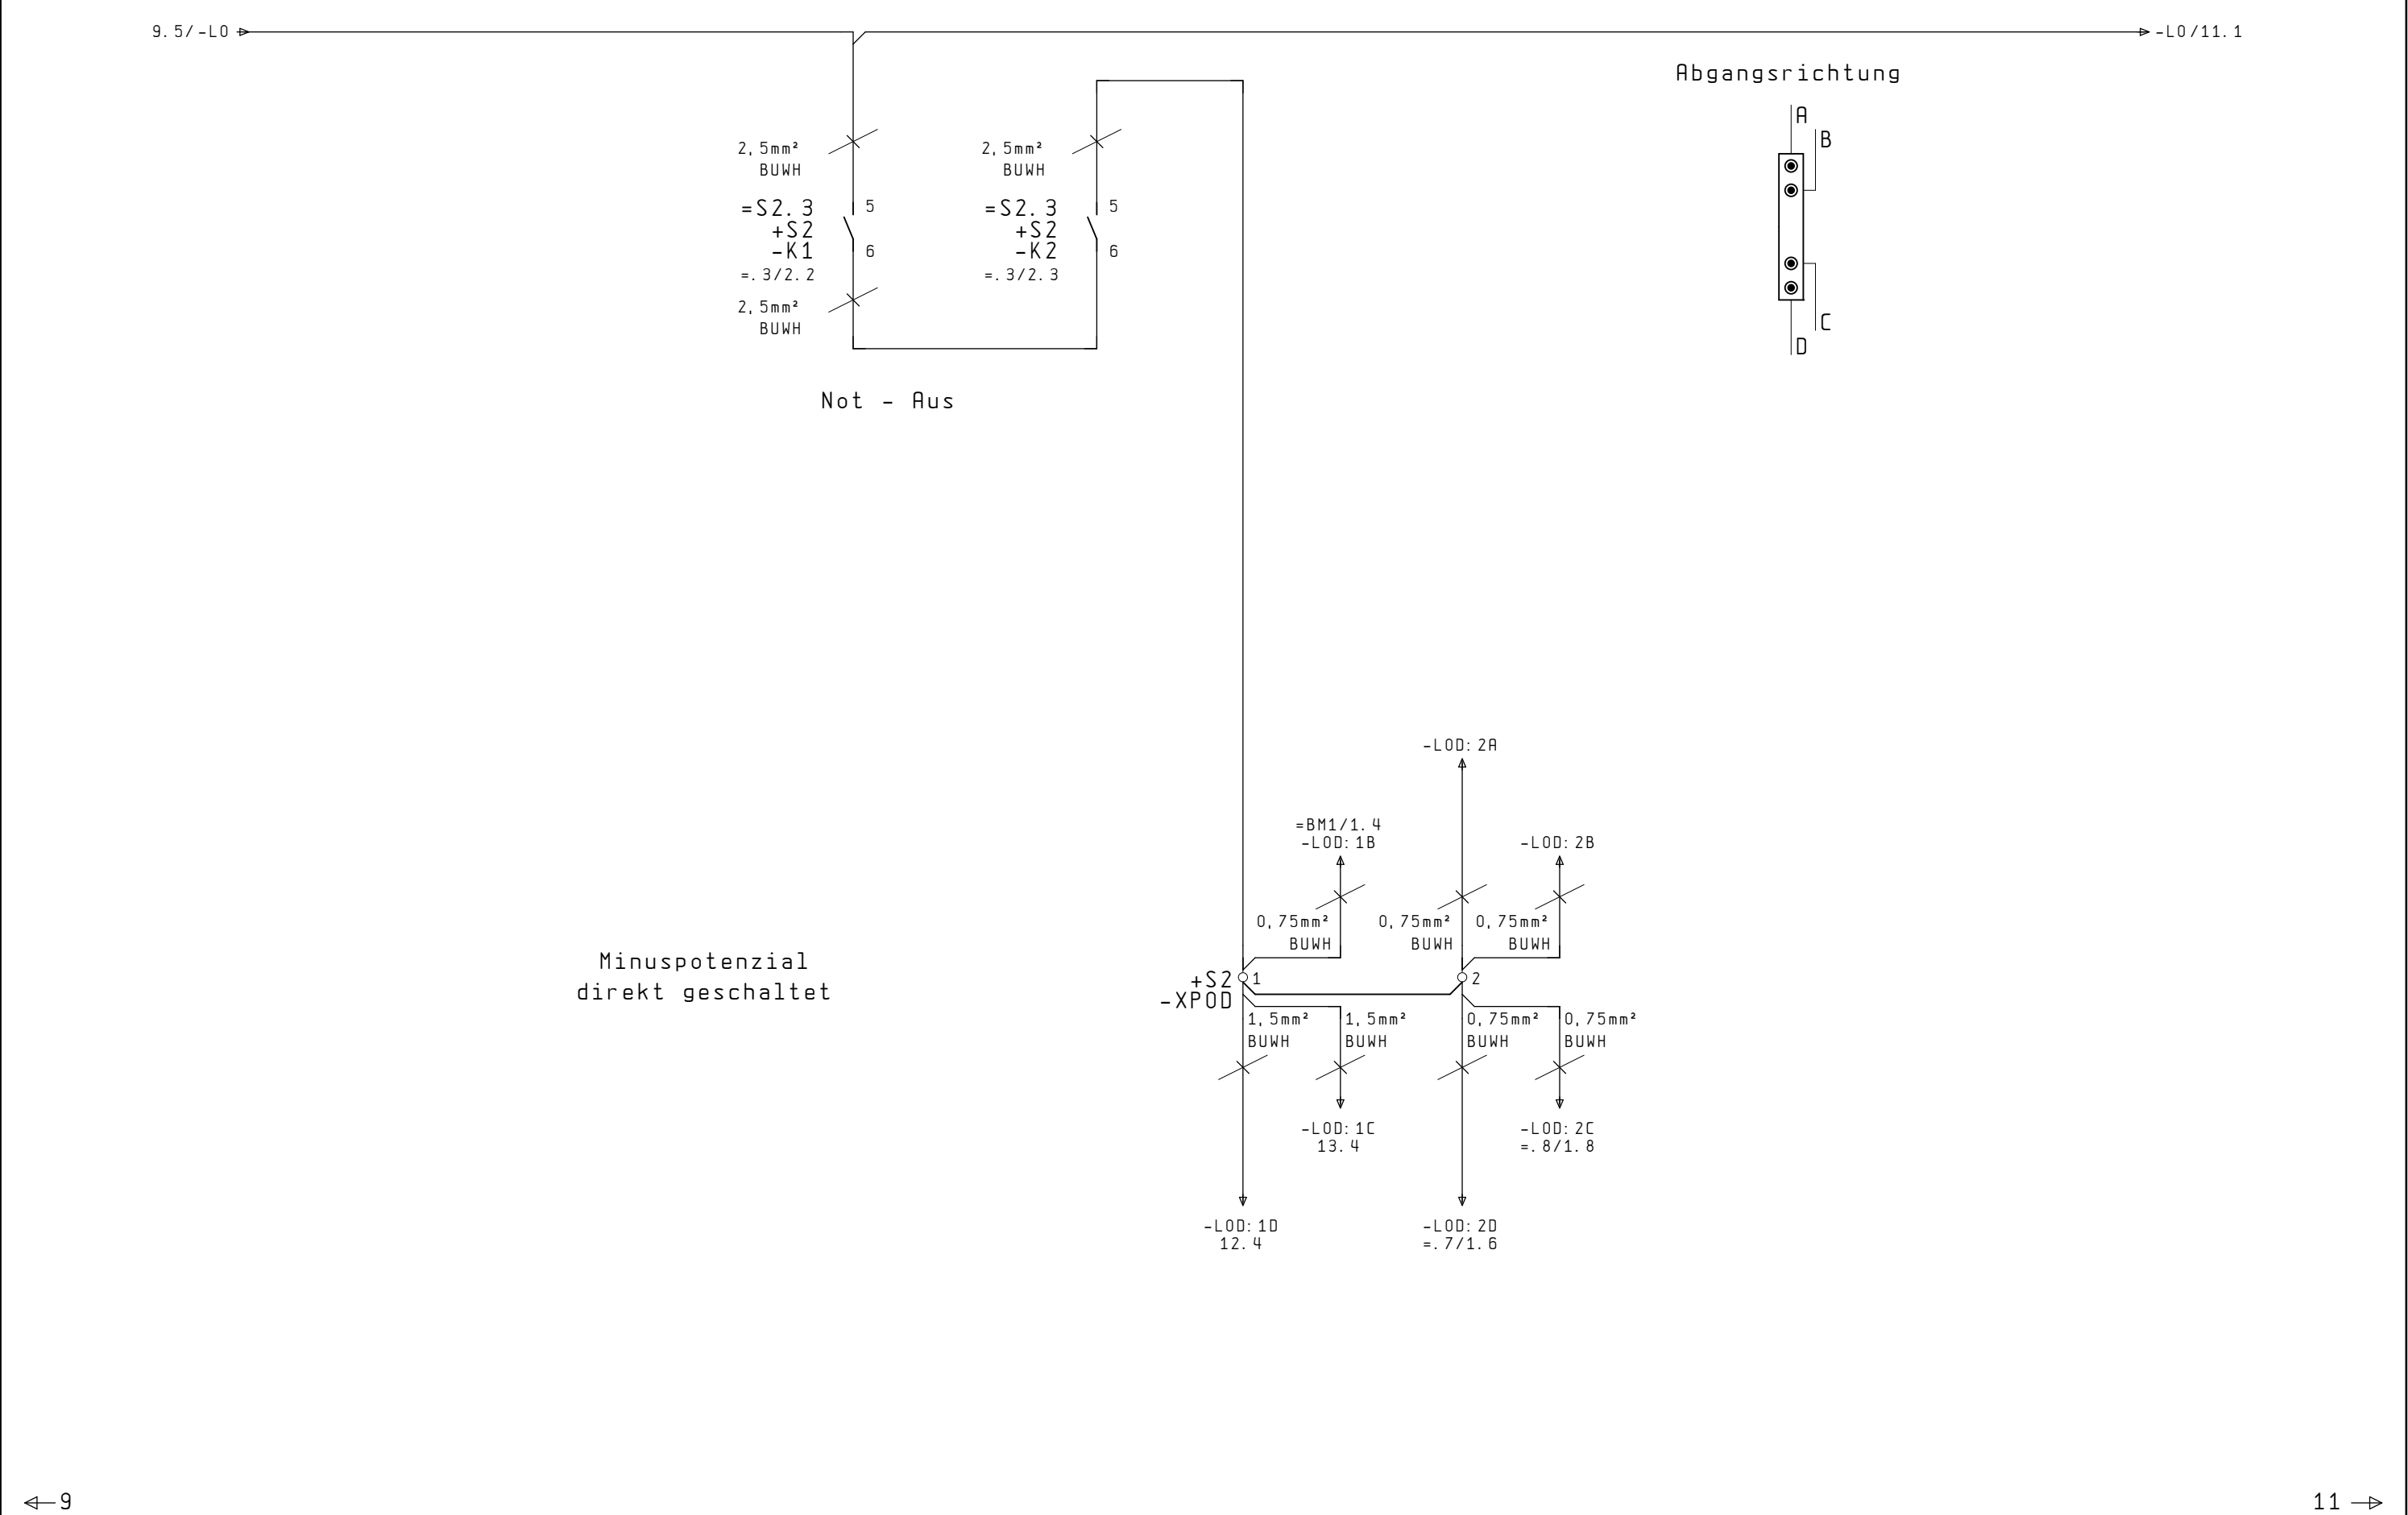 9.5/-L0
-L0/11.1
Abgangsrichtung
A
B
C
D
2,5mm²
BUWH
=S2.3
+S2
-K1
=.3/2.2
5
6
2,5mm²
BUWH
2,5mm²
BUWH
=S2.3
+S2
-K2
=.3/2.3
5
6
Not - Aus
Minuspotenzial
direkt geschaltet
-L0D:2A
=BM1/1.4
-L0D:1B
-L0D:2B
0,75mm²
BUWH
0,75mm²
BUWH
0,75mm²
BUWH
+S2
-XP0D
1
2
1,5mm²
BUWH
1,5mm²
BUWH
0,75mm²
BUWH
0,75mm²
BUWH
-L0D:1C
13.4
-L0D:2C
=.8/1.8
-L0D:1D
12.4
-L0D:2D
=.7/1.6
9
11